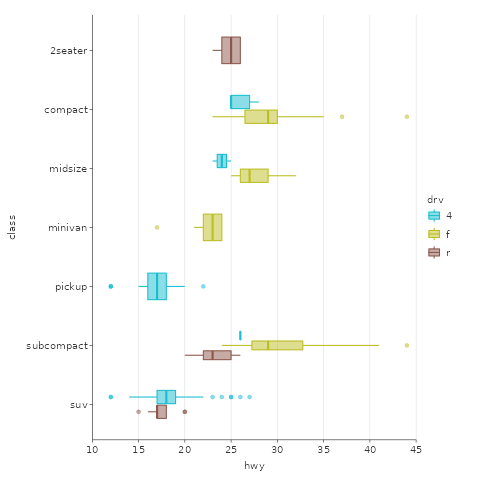 2seater
compact
midsize
minivan
pickup
subcompact
suv
class
10 15 20 25 30 35 40 45
hwy
drv
4
f
r